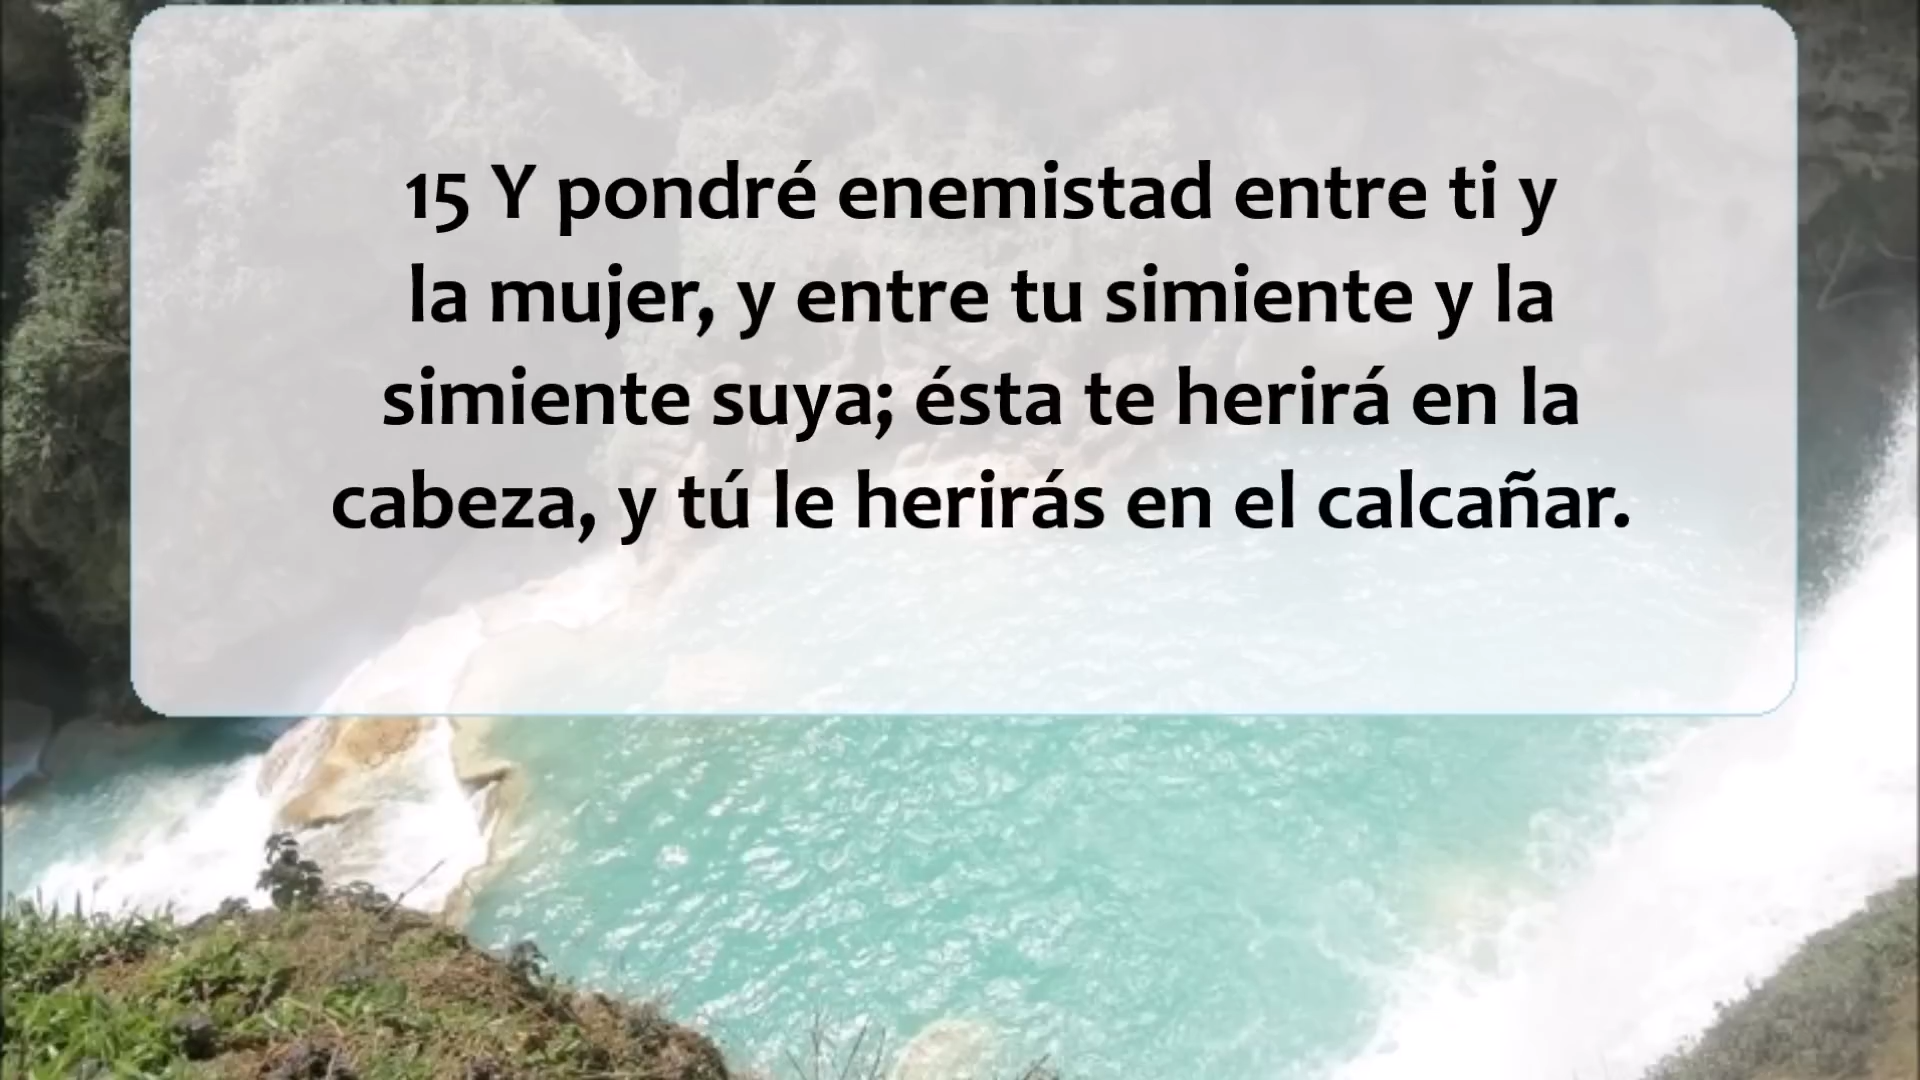 15 Y pondré enemistad entre ti y
la mujer, y entre tu simiente y la
simiente suya; ésta te herirá en la
cabeza, y tú le herirás en el calcañar.